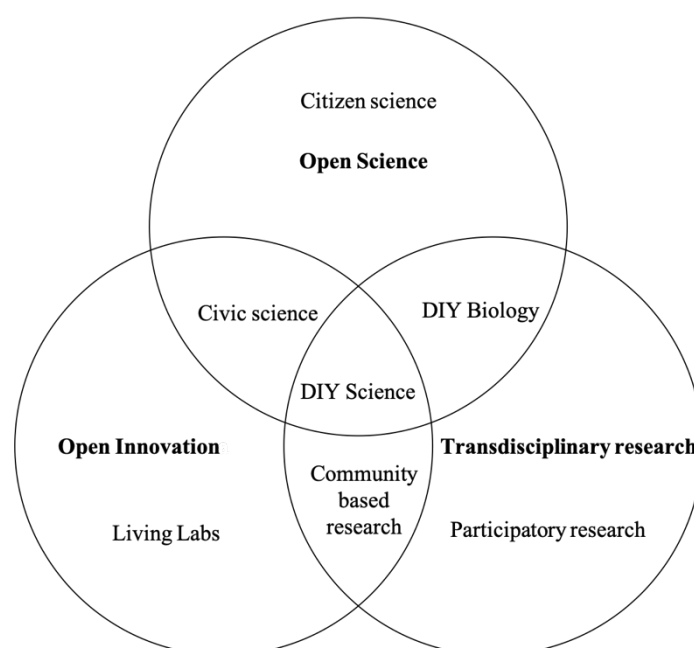 Citizen science
Open Science
Civic science
DIY Biology
DIY Science
Open Innovation
Transdisciplinary research
Community
based
research
Living Labs
Participatory research